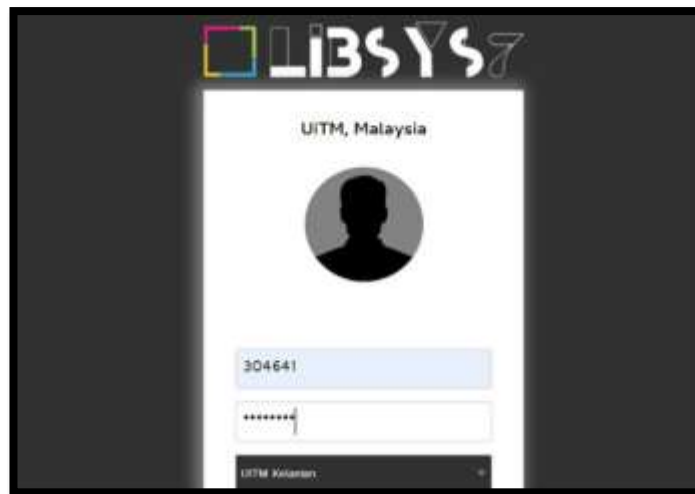 LiBSYS7
UiTM, Malaysia
304641
••••••••
UiTM Kelantan